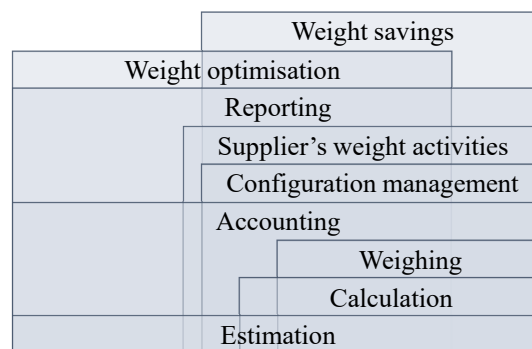 Weight savings
Weight optimisation
Reporting
Supplier’s weight activities
Configuration management
Accounting
Weighing
Calculation
Estimation